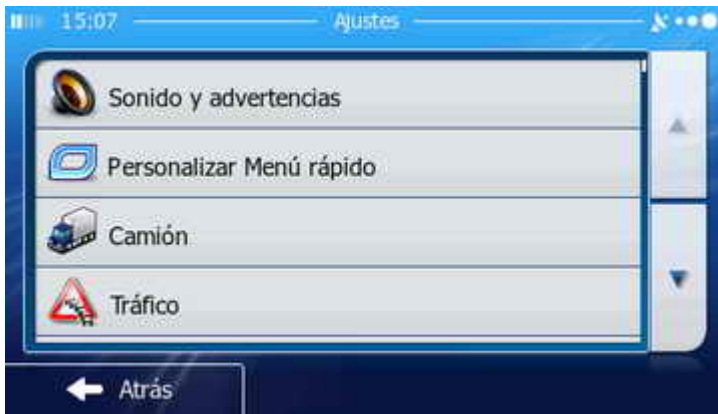 15:07 Ajustes
Sonido y advertencias
Personalizar Menú rápido
Camión
Tráfico
Atrás